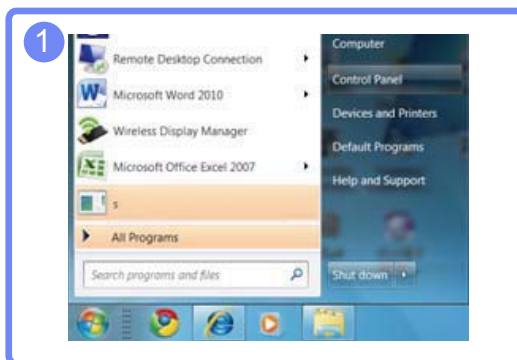 1
Remote Desktop Connection
Microsoft Word 2010
Wireless Display Manager
Microsoft Office Excel 2007
s
All Programs
Search programs and files
Computer
Control Panel
Devices and Printers
Default Programs
Help and Support
Shut down